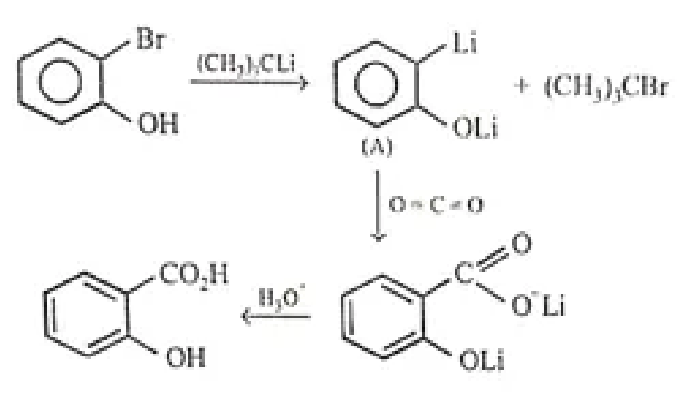 Br
(CH₃)₃CLi
OH
Li
OLi
(A)
+ (CH₃)₃CBr
O=C=O
C
O
O⁻Li
OLi
H₃O⁺
CO₂H
OH